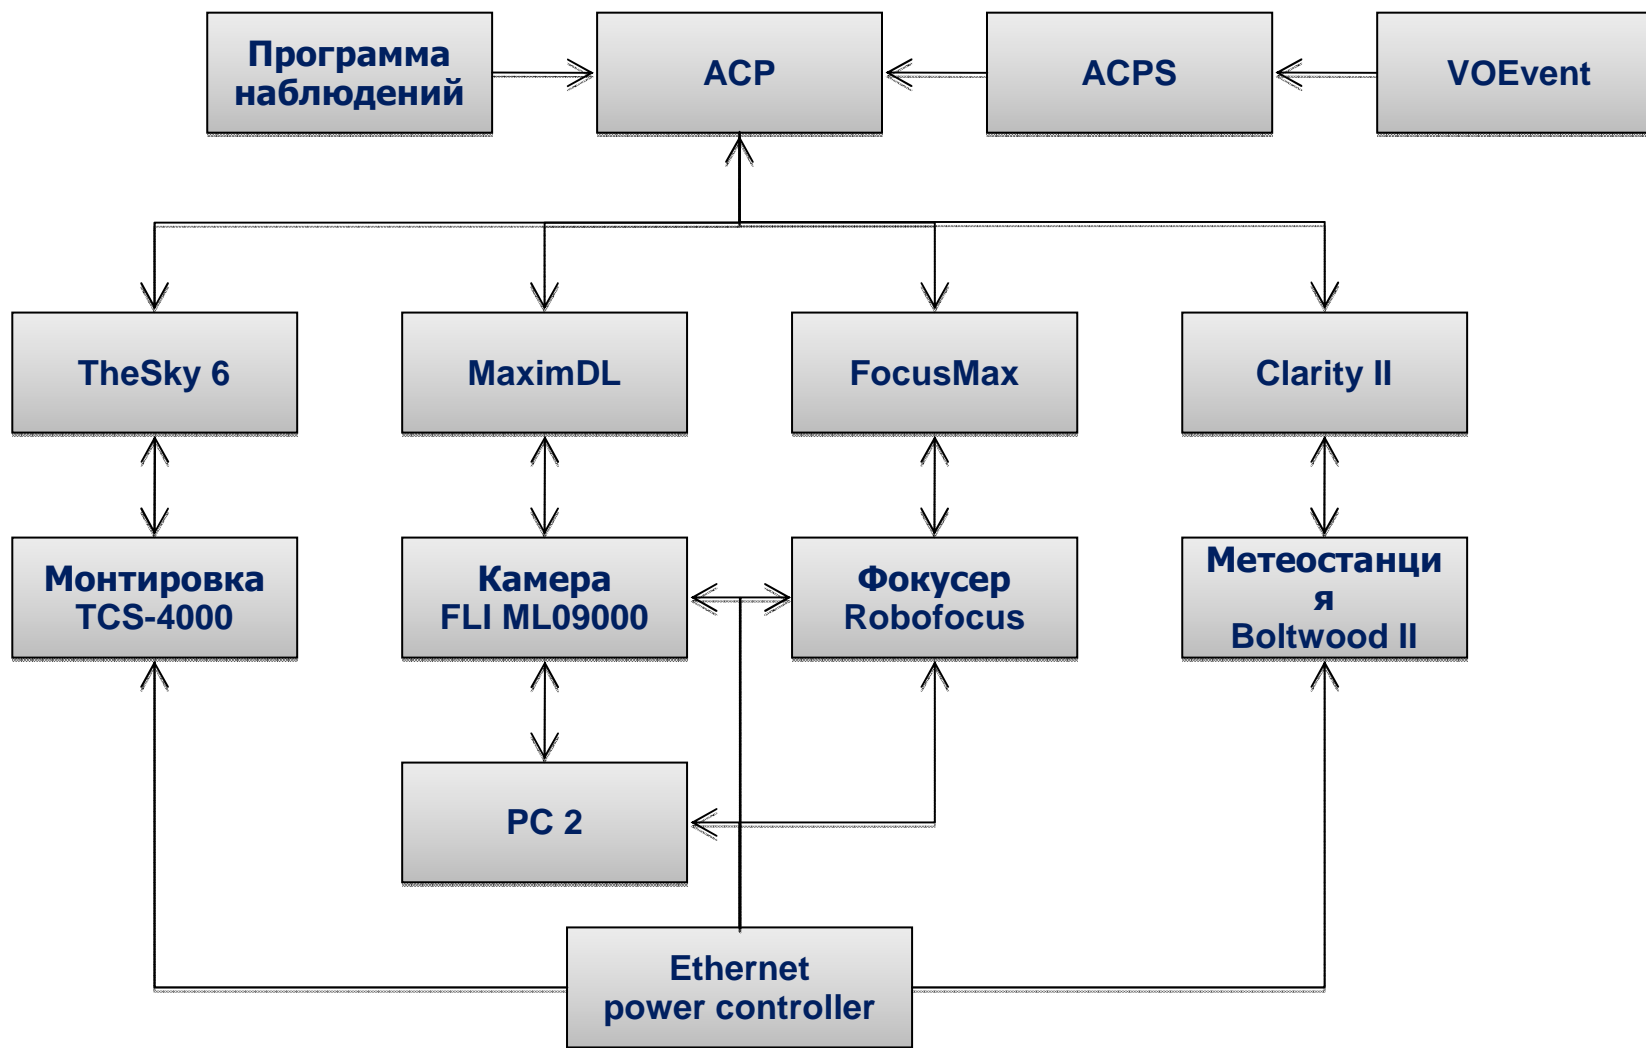 Программа
наблюдений
ACP
ACPS
VOEvent
TheSky 6
MaximDL
FocusMax
Clarity II
Монтировка
TCS-4000
Камера
FLI ML09000
Фокусер
Robofocus
Метеостанци
я
Boltwood II
PC 2
Ethernet
power controller